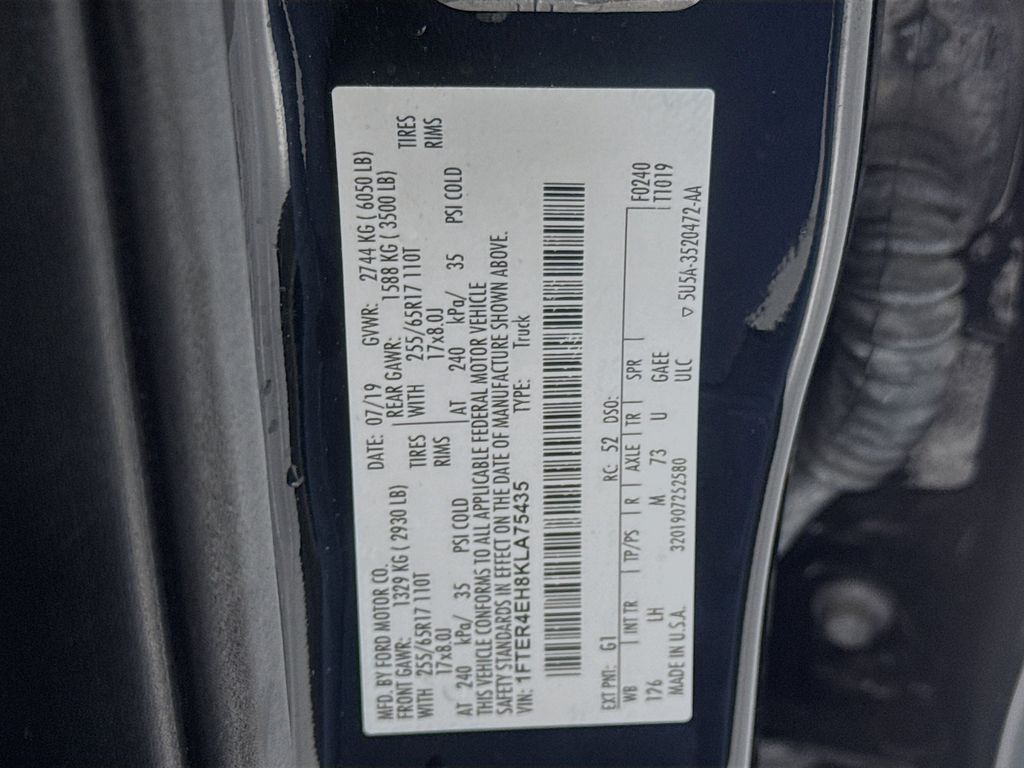 MFD. BY FORD MOTOR CO. DATE: 07/19 GVWR: 2744 KG ( 6050 LB)
FRONT GAWR: 1329 KG ( 2930 LB) REAR GAWR: 1588 KG ( 3500 LB)
WITH 255/65R17 110T TIRES WITH 255/65R17 110T TIRES
17x8.0J RIMS 17x8.0J RIMS
AT 240 kPa/ 35 PSI COLD AT 240 kPa/ 35 PSI COLD
THIS VEHICLE CONFORMS TO ALL APPLICABLE FEDERAL MOTOR VEHICLE
SAFETY STANDARDS IN EFFECT ON THE DATE OF MANUFACTURE SHOWN ABOVE.
VIN: 1FTER4EH8KLA75435 TYPE: Truck
EXT PNT: G1 RC: 52 DSO: F0240
WB INT TR TP/PS R AXLE TR SPR TT1019
126 LH M 73 U GAEE
ULC
MADE IN U.S.A. 3201907252580 ▽ 5U5A-3520472-AA